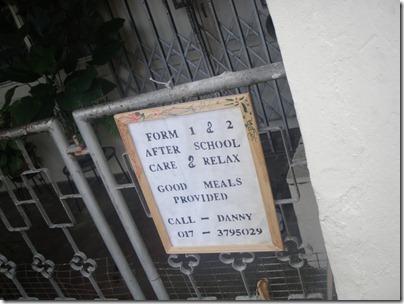 FORM 1 & 2
AFTER SCHOOL
CARE & RELAX
GOOD MEALS
PROVIDED
CALL - DANNY
017 - 3795029